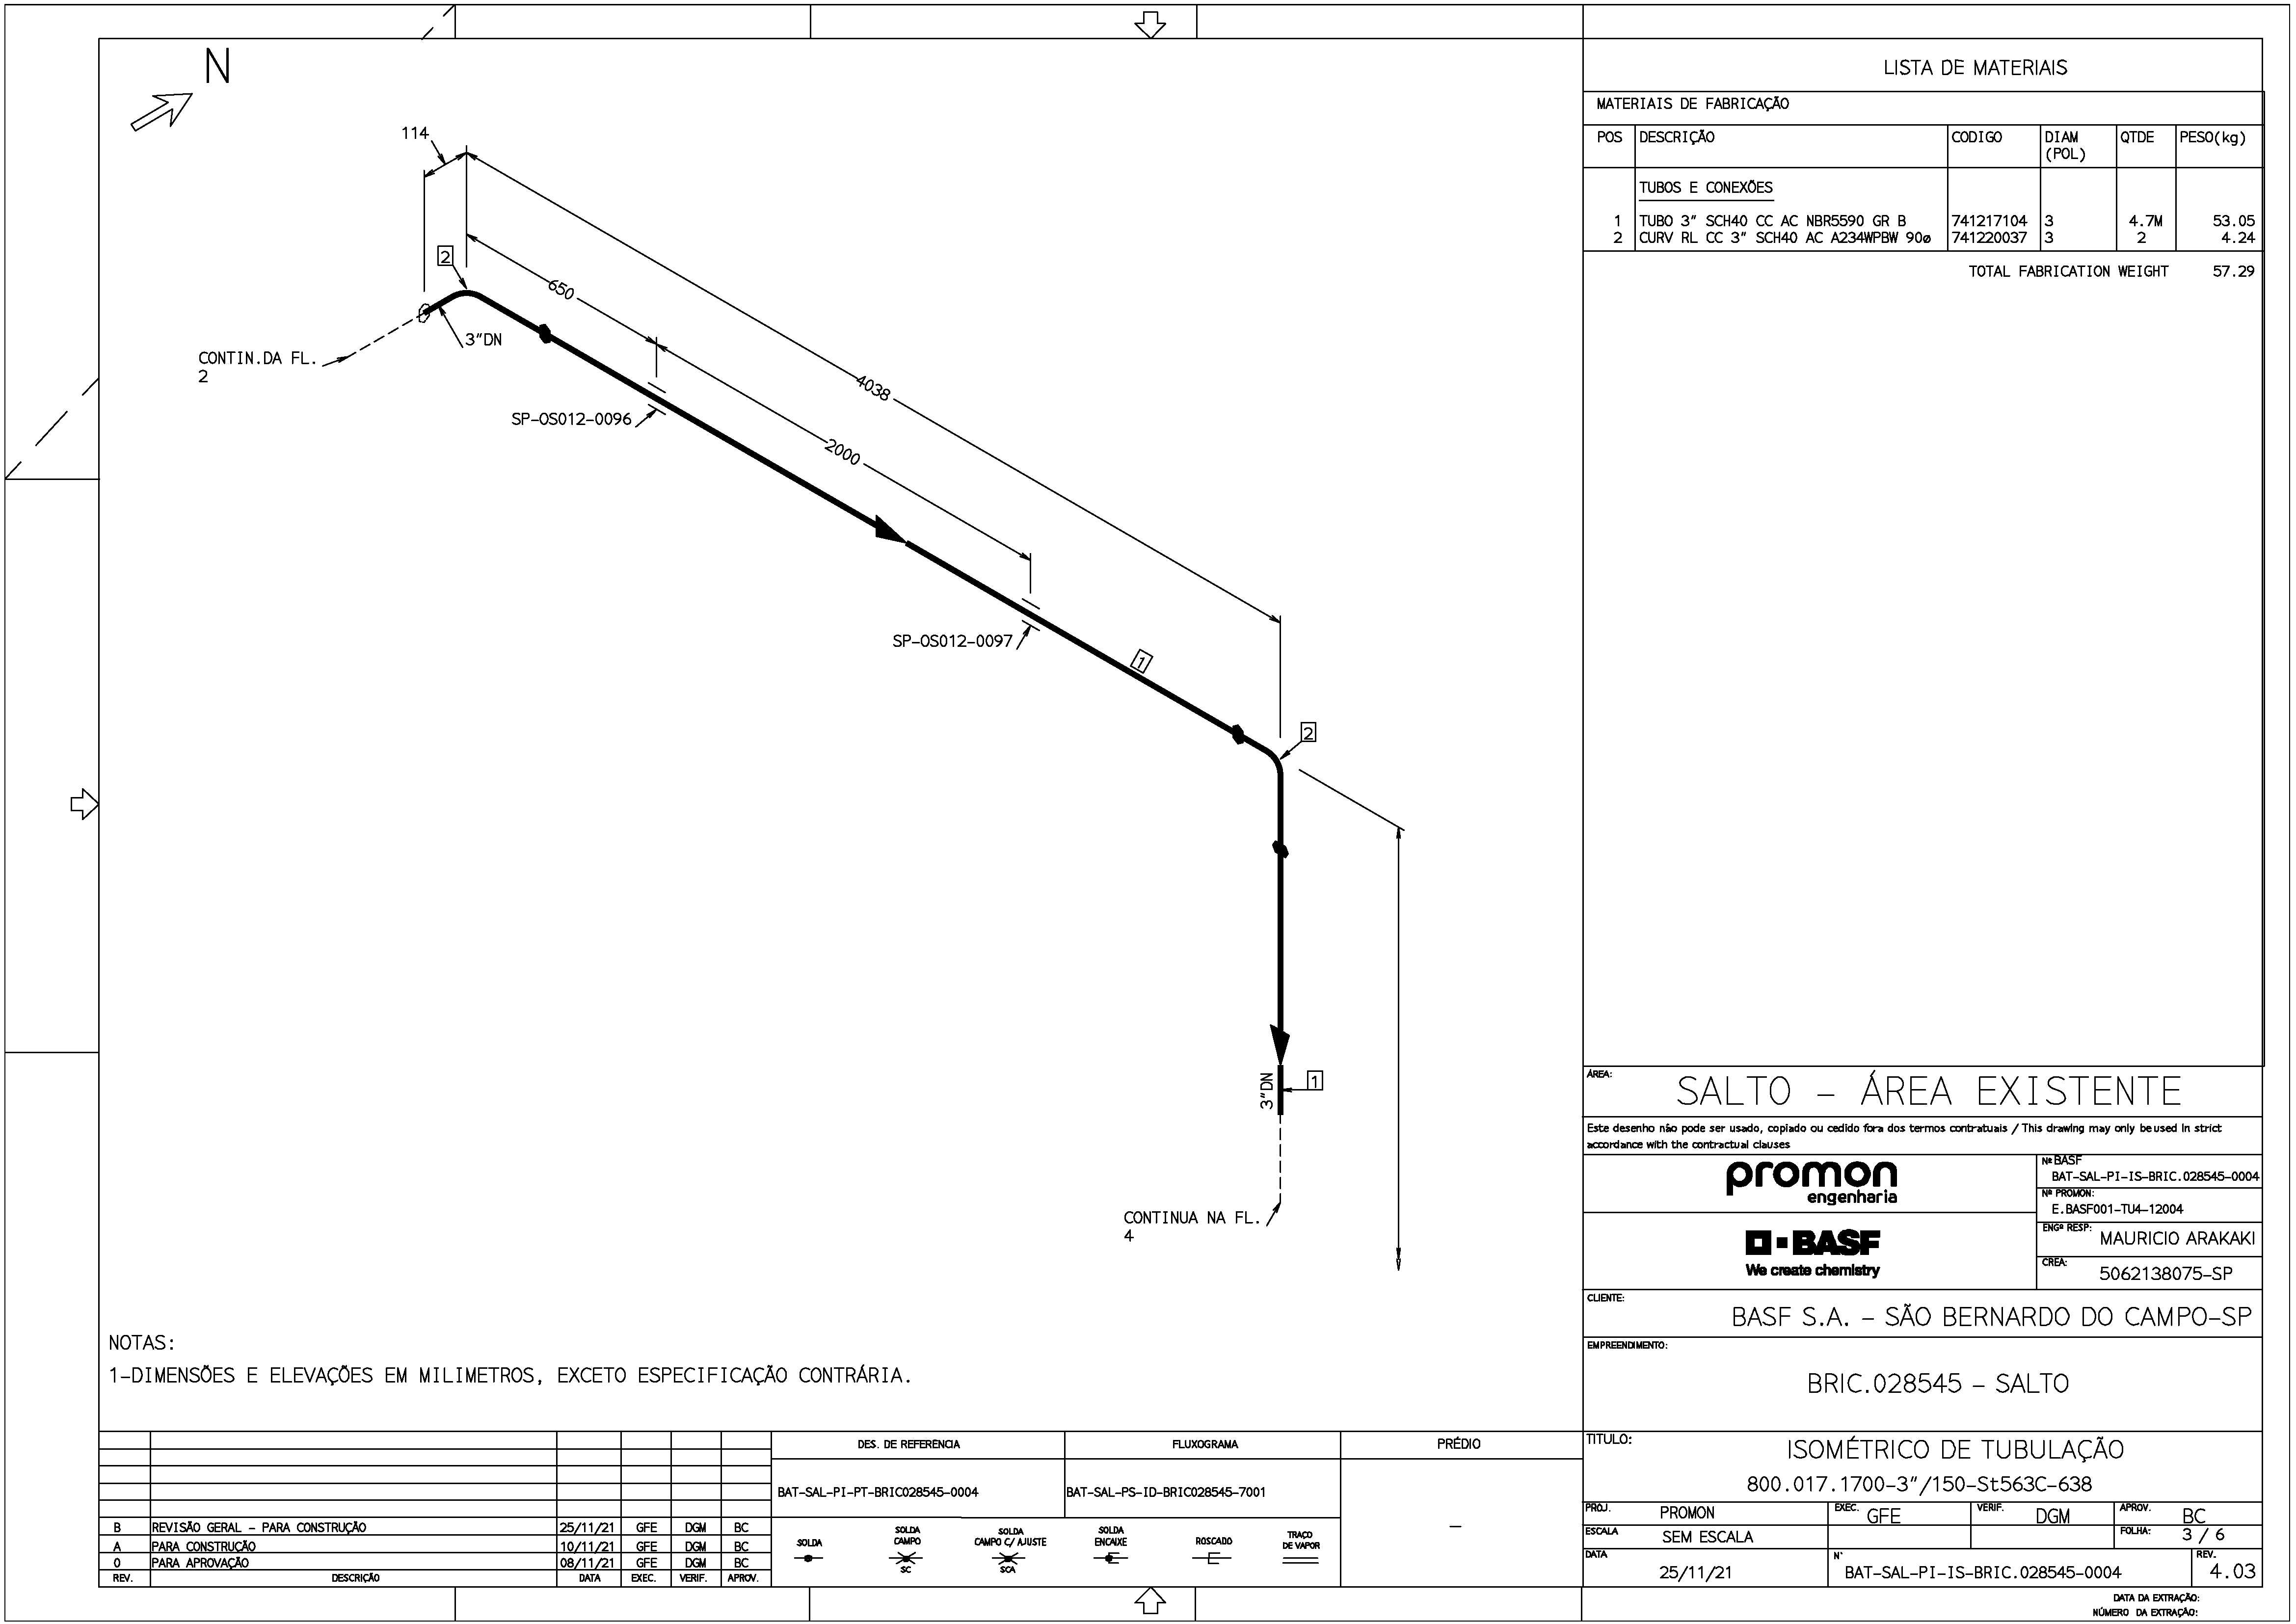 N
114
2
650
4038
3"DN
CONTIN.DA FL.
2
SP-OS012-0096
2000
SP-OS012-0097
1
2
3"DN
1
CONTINUA NA FL.
4
NOTAS:
1-DIMENSÕES E ELEVAÇÕES EM MILIMETROS, EXCETO ESPECIFICAÇÃO CONTRÁRIA.
LISTA DE MATERIAIS
MATERIAIS DE FABRICAÇÃO
POS DESCRIÇÃO CODIGO DIAM (POL) QTDE PESO(kg)
TUBOS E CONEXÕES
1 TUBO 3" SCH40 CC AC NBR5590 GR B 741217104 3 4.7M 53.05
2 CURV RL CC 3" SCH40 AC A234WPBW 90ø 741220037 3 2 4.24
TOTAL FABRICATION WEIGHT 57.29
ÁREA:
SALTO - ÁREA EXISTENTE
Este desenho não pode ser usado, copiado ou cedido fora dos termos contratuais / This drawing may only be used in strict
accordance with the contractual clauses
promon
engenharia
BASF
We create chemistry
Nº BASF
BAT-SAL-PI-IS-BRIC.028545-0004
Nº PROMON:
E.BASF001-TU4-12004
ENGº RESP:
MAURICIO ARAKAKI
CREA:
5062138075-SP
CLIENTE:
BASF S.A. - SÃO BERNARDO DO CAMPO-SP
EMPREENDIMENTO:
BRIC.028545 - SALTO
TITULO:
ISOMÉTRICO DE TUBULAÇÃO
800.017.1700-3"/150-St563C-638
PROJ. PROMON EXEC. GFE VERIF. DGM APROV. BC
ESCALA SEM ESCALA FOLHA: 3 / 6
DATA 25/11/21 N° BAT-SAL-PI-IS-BRIC.028545-0004 REV. 4.03
DATA DA EXTRAÇÃO:
NÚMERO DA EXTRAÇÃO:
B REVISÃO GERAL - PARA CONSTRUÇÃO 25/11/21 GFE DGM BC
A PARA CONSTRUÇÃO 10/11/21 GFE DGM BC
0 PARA APROVAÇÃO 08/11/21 GFE DGM BC
REV. DESCRIÇÃO DATA EXEC. VERIF. APROV.
DES. DE REFERÊNCIA FLUXOGRAMA PRÉDIO
BAT-SAL-PI-PT-BRIC028545-0004 BAT-SAL-PS-ID-BRIC028545-7001
-
SOLDA
SOLDA
CAMPO
SC
SOLDA
CAMPO C/ AJUSTE
SCA
SOLDA
ENCAIXE
ROSCADO
TRAÇO
DE VAPOR